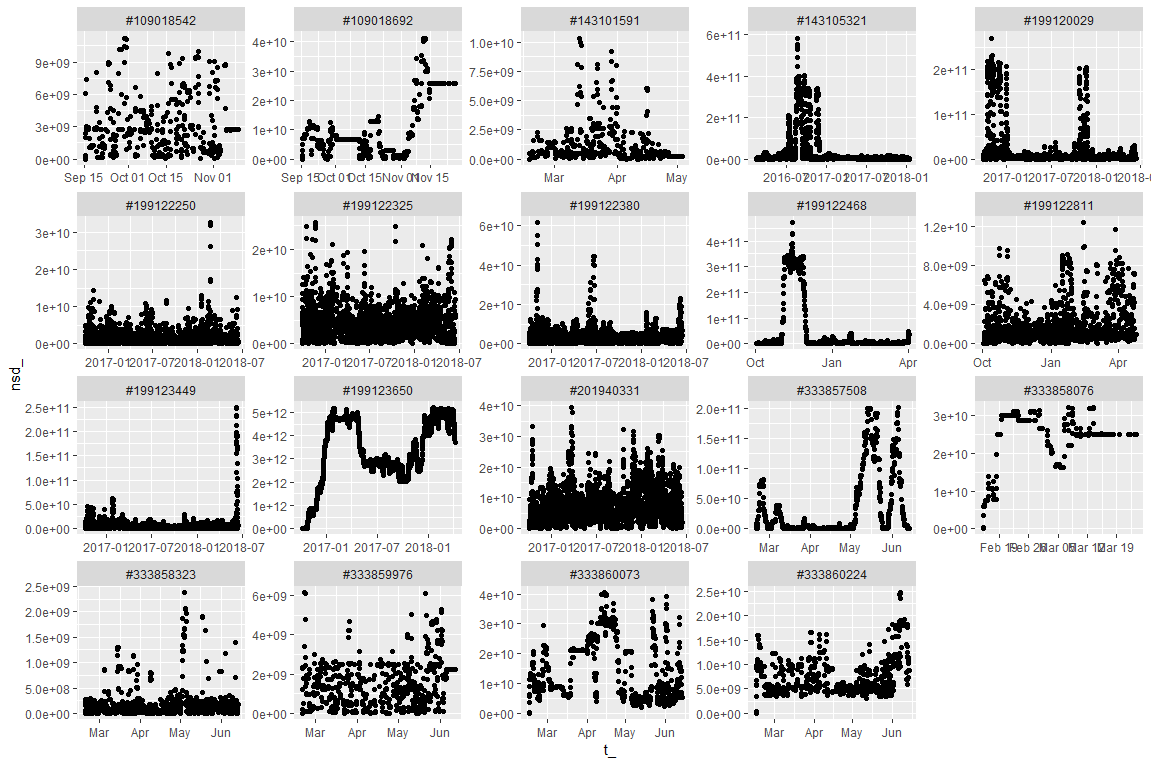 #109018542
9e+09
6e+09
3e+09
0e+00
Sep 15 Oct 01 Oct 15 Nov 01
#109018692
4e+10
3e+10
2e+10
1e+10
0e+00
Sep 15 Oct 01 Oct 15 Nov 01 Nov 15
#143101591
1.0e+10
7.5e+09
5.0e+09
2.5e+09
0.0e+00
Mar Apr May
#143105321
6e+11
4e+11
2e+11
0e+00
2016-07 2017-01 2017-07 2018-01
#199120029
2e+11
1e+11
0e+00
2017-01 2017-07 2018-01 2018-0
#199122250
3e+10
2e+10
1e+10
0e+00
2017-01 2017-07 2018-01 2018-07
#199122325
2e+10
1e+10
0e+00
2017-01 2017-07 2018-01 2018-07
#199122380
6e+10
4e+10
2e+10
0e+00
2017-01 2017-07 2018-01 2018-07
#199122468
4e+11
3e+11
2e+11
1e+11
0e+00
Oct Jan Apr
#199122811
1.2e+10
8.0e+09
4.0e+09
0.0e+00
Oct Jan Apr
nsd_
#199123449
2.5e+11
2.0e+11
1.5e+11
1.0e+11
5.0e+10
0.0e+00
2017-01 2017-07 2018-01 2018-07
#199123650
5e+12
4e+12
3e+12
2e+12
1e+12
0e+00
2017-01 2017-07 2018-01
#201940331
4e+10
3e+10
2e+10
1e+10
0e+00
2017-01 2017-07 2018-01 2018-07
#333857508
2.0e+11
1.5e+11
1.0e+11
5.0e+10
0.0e+00
Mar Apr May Jun
#333858076
3e+10
2e+10
1e+10
0e+00
Feb 19 Feb 26 Mar 05 Mar 12 Mar 19
#333858323
2.5e+09
2.0e+09
1.5e+09
1.0e+09
5.0e+08
0.0e+00
Mar Apr May Jun
#333859976
6e+09
4e+09
2e+09
0e+00
Mar Apr May Jun
#333860073
4e+10
3e+10
2e+10
1e+10
0e+00
Mar Apr May Jun
#333860224
2.5e+10
2.0e+10
1.5e+10
1.0e+10
5.0e+09
0.0e+00
Mar Apr May Jun
t_